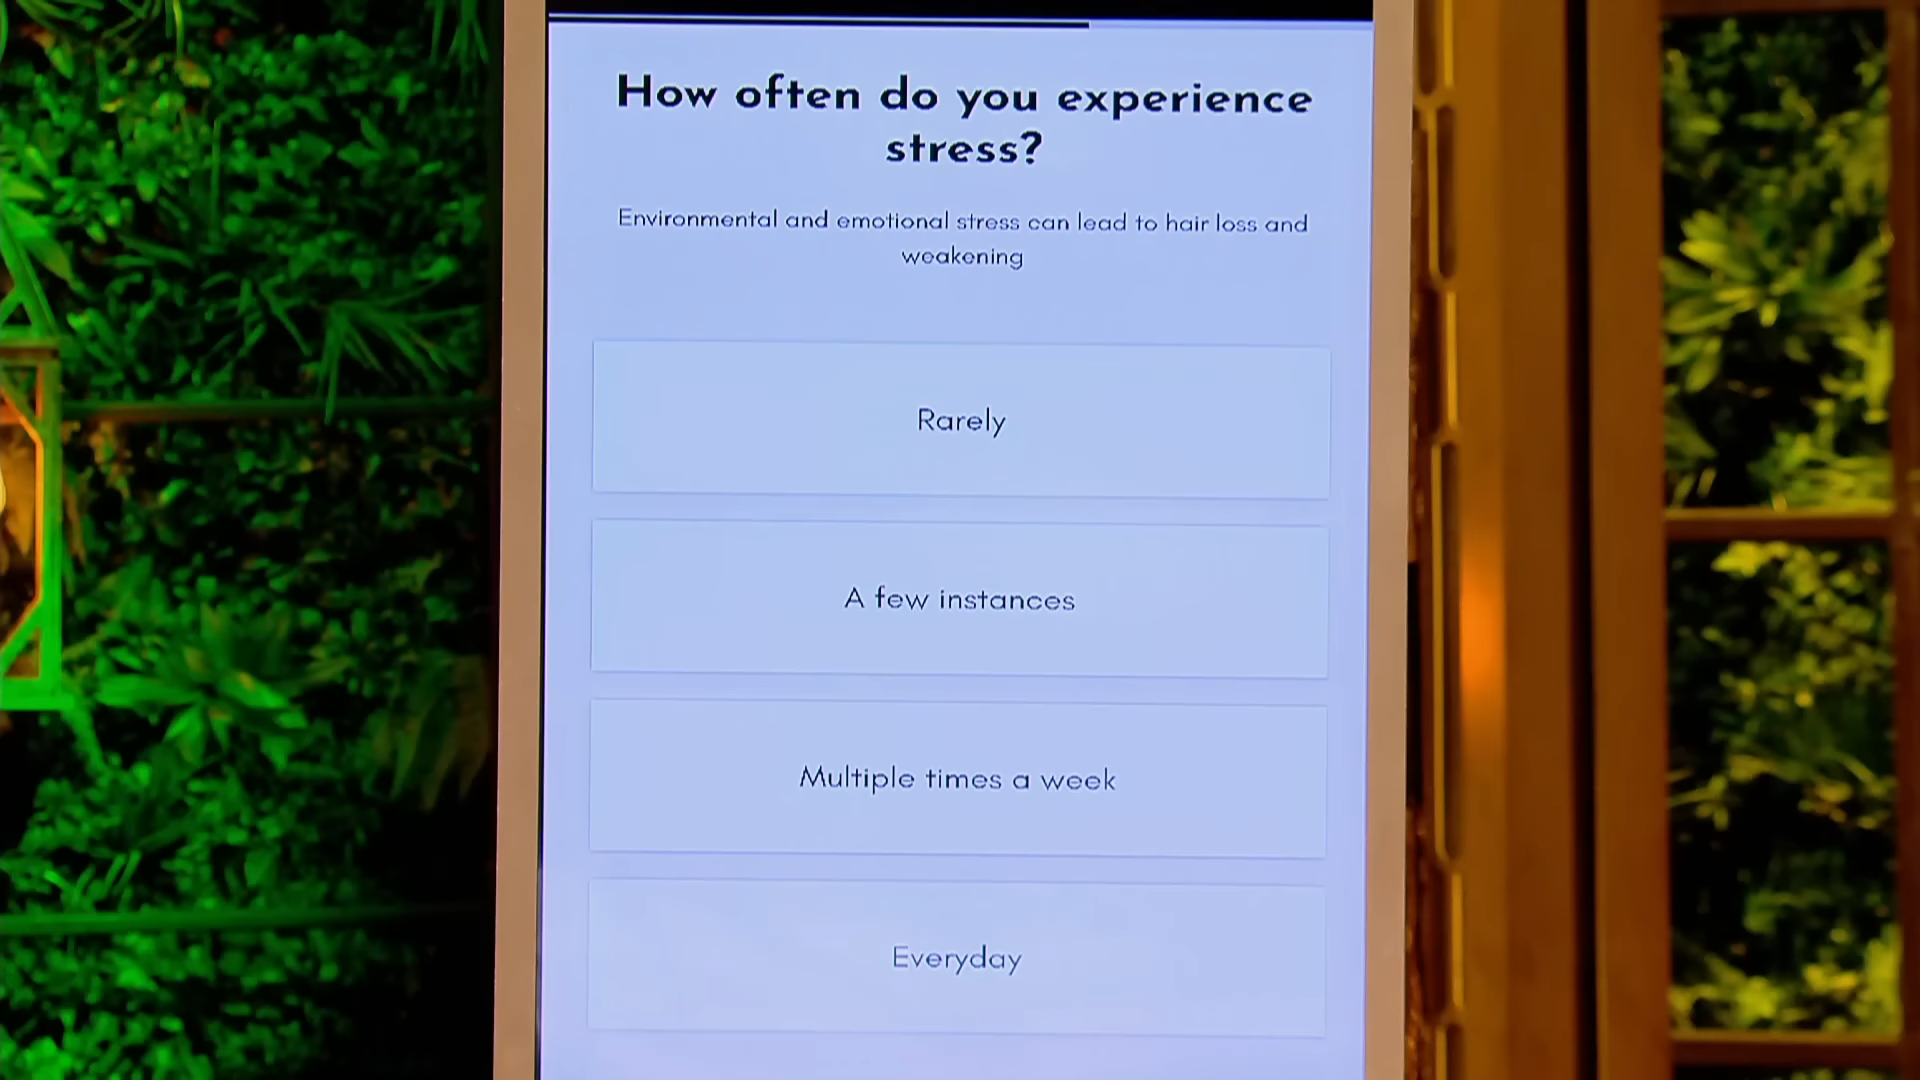 How often do you experience
stress?
Environmental and emotional stress can lead to hair loss and
weakening
Rarely
A few instances
Multiple times a week
Everyday